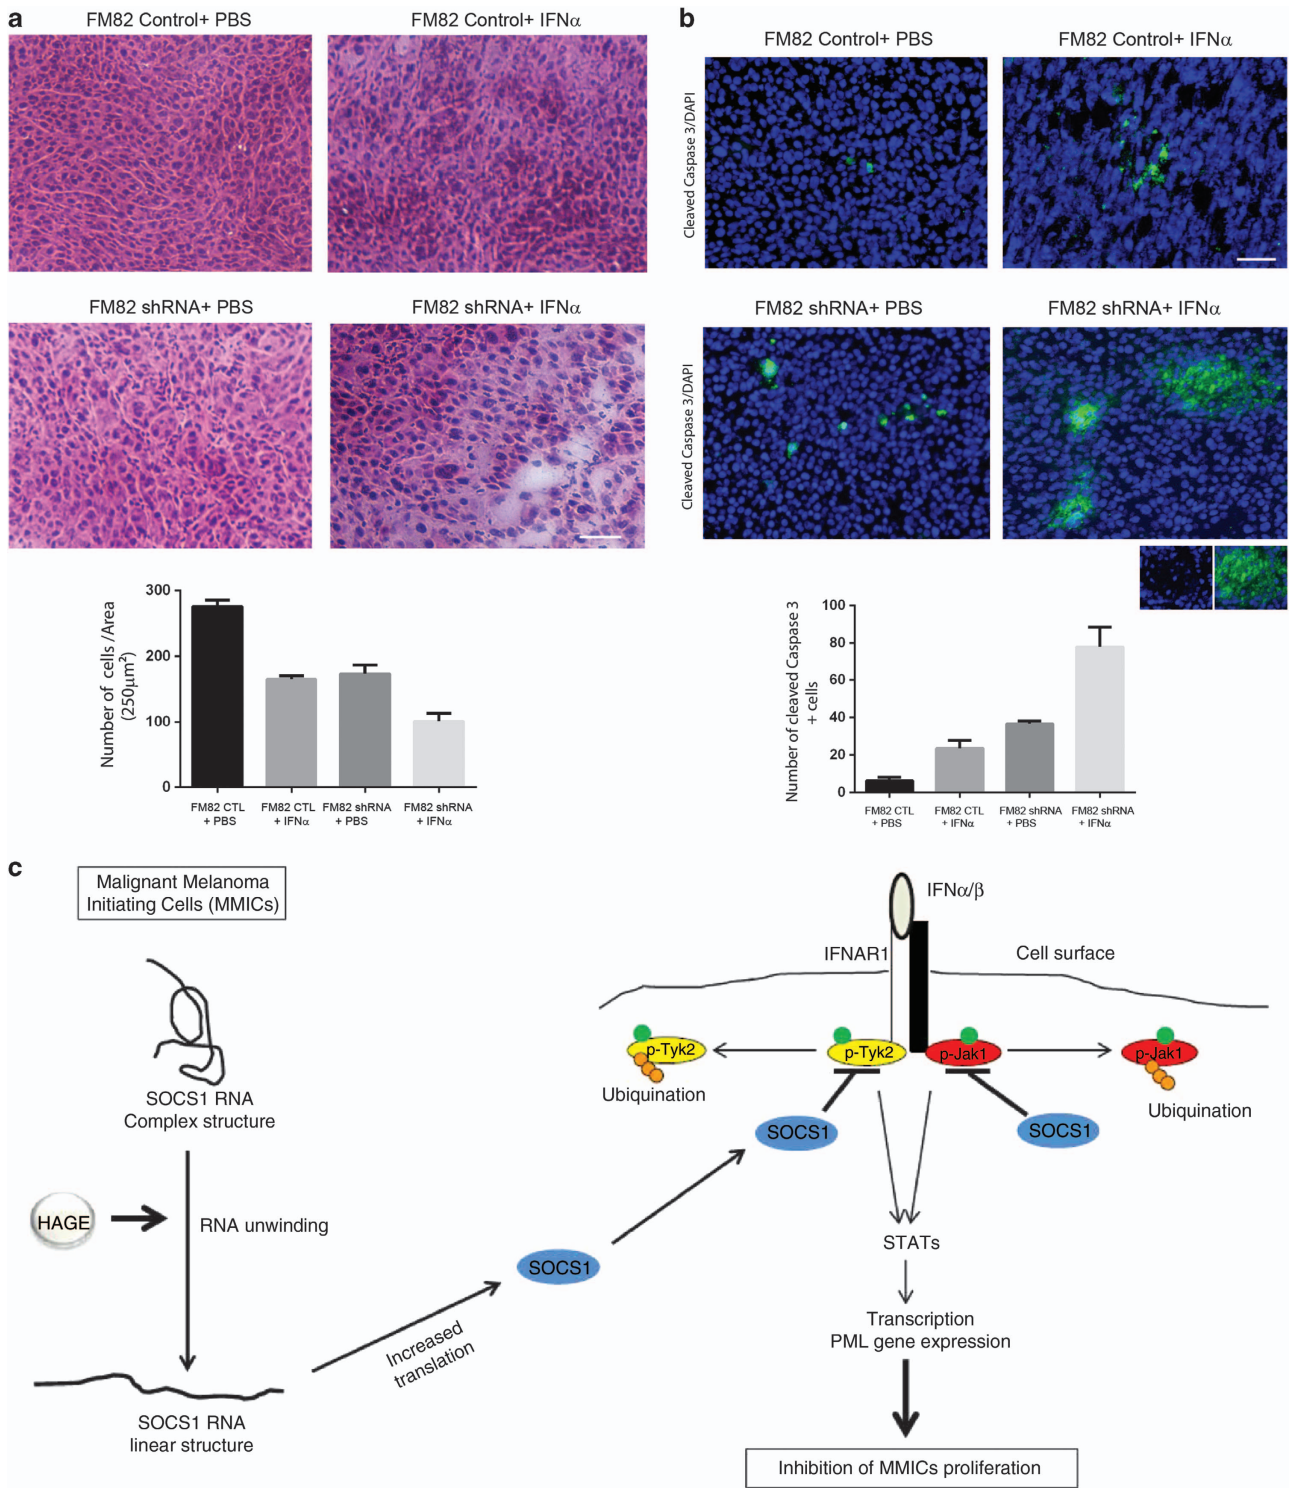 a
FM82 Control+ PBS
FM82 Control+ IFNα
FM82 shRNA+ PBS
FM82 shRNA+ IFNα
Number of cells /Area
(250μm²)
300
200
100
0
FM82 CTL
+ PBS
FM82 CTL
+ IFNα
FM82 shRNA
+ PBS
FM82 shRNA
+ IFNα
b
FM82 Control+ PBS
FM82 Control+ IFNα
Cleaved Caspase 3/DAPI
FM82 shRNA+ PBS
FM82 shRNA+ IFNα
Cleaved Caspase 3/DAPI
Number of cleaved Caspase 3
+ cells
100
80
60
40
20
0
FM82 CTL
+ PBS
FM82 CTL
+ IFNα
FM82 shRNA
+ PBS
FM82 shRNA
+ IFNα
c
Malignant Melanoma
Initiating Cells (MMICs)
SOCS1 RNA
Complex structure
HAGE
RNA unwinding
SOCS1 RNA
linear structure
Increased
translation
SOCS1
IFNα/β
IFNAR1
Cell surface
p-Tyk2
p-Tyk2
p-Jak1
p-Jak1
Ubiquination
Ubiquination
SOCS1
SOCS1
STATs
Transcription
PML gene expression
Inhibition of MMICs proliferation